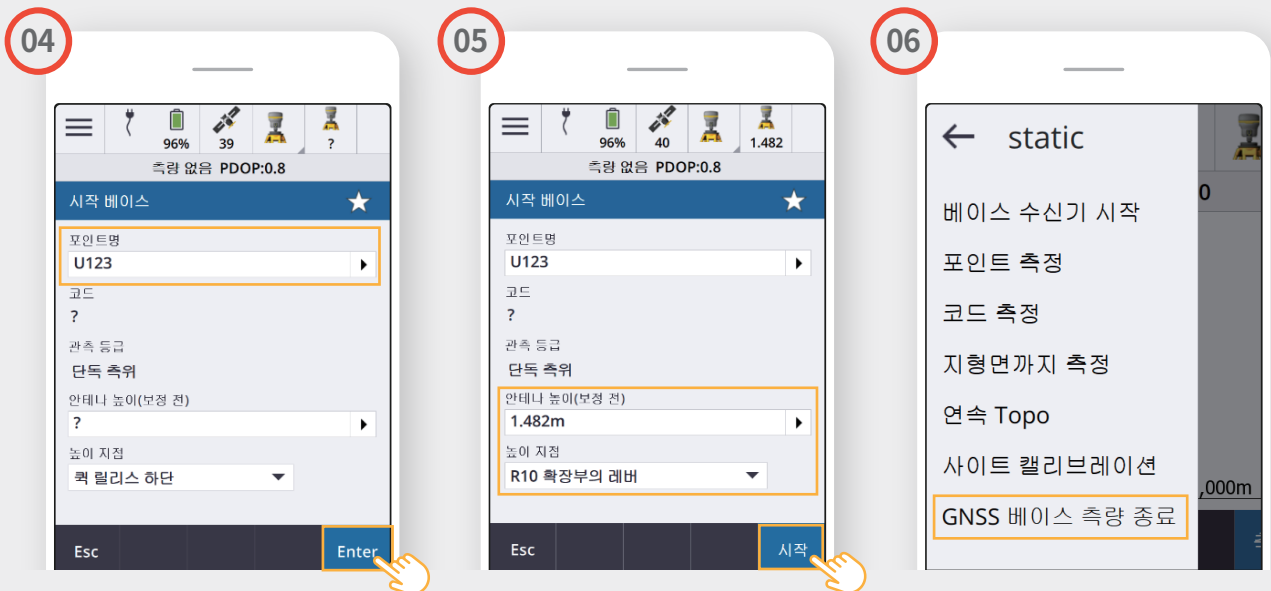 04
96%
39
?
측량 없음 PDOP:0.8
시작 베이스
포인트명
U123
코드
?
관측 등급
단독 측위
안테나 높이(보정 전)
?
높이 지점
퀵 릴리스 하단
Esc
Enter
05
96%
40
1.482
측량 없음 PDOP:0.8
시작 베이스
포인트명
U123
코드
?
관측 등급
단독 측위
안테나 높이(보정 전)
1.482m
높이 지점
R10 확장부의 레버
Esc
시작
06
static
0
베이스 수신기 시작
포인트 측정
코드 측정
지형면까지 측정
연속 Topo
사이트 캘리브레이션
,000m
GNSS 베이스 측량 종료